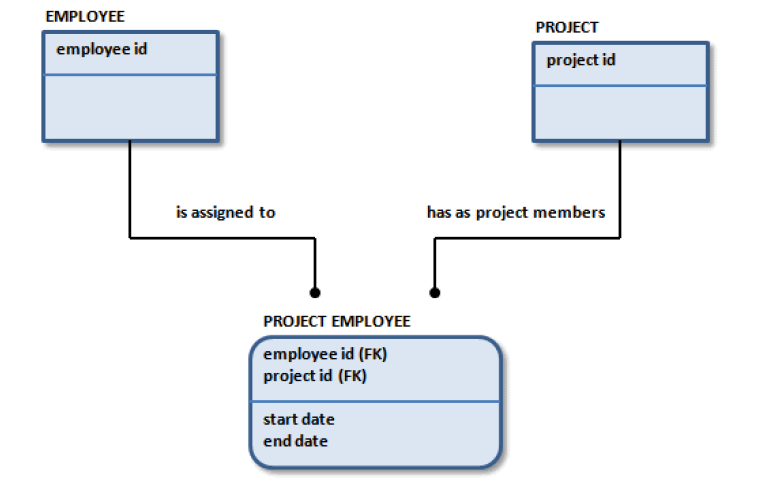 EMPLOYEE
employee id
PROJECT
project id
is assigned to
has as project members
PROJECT EMPLOYEE
employee id (FK)
project id (FK)
start date
end date